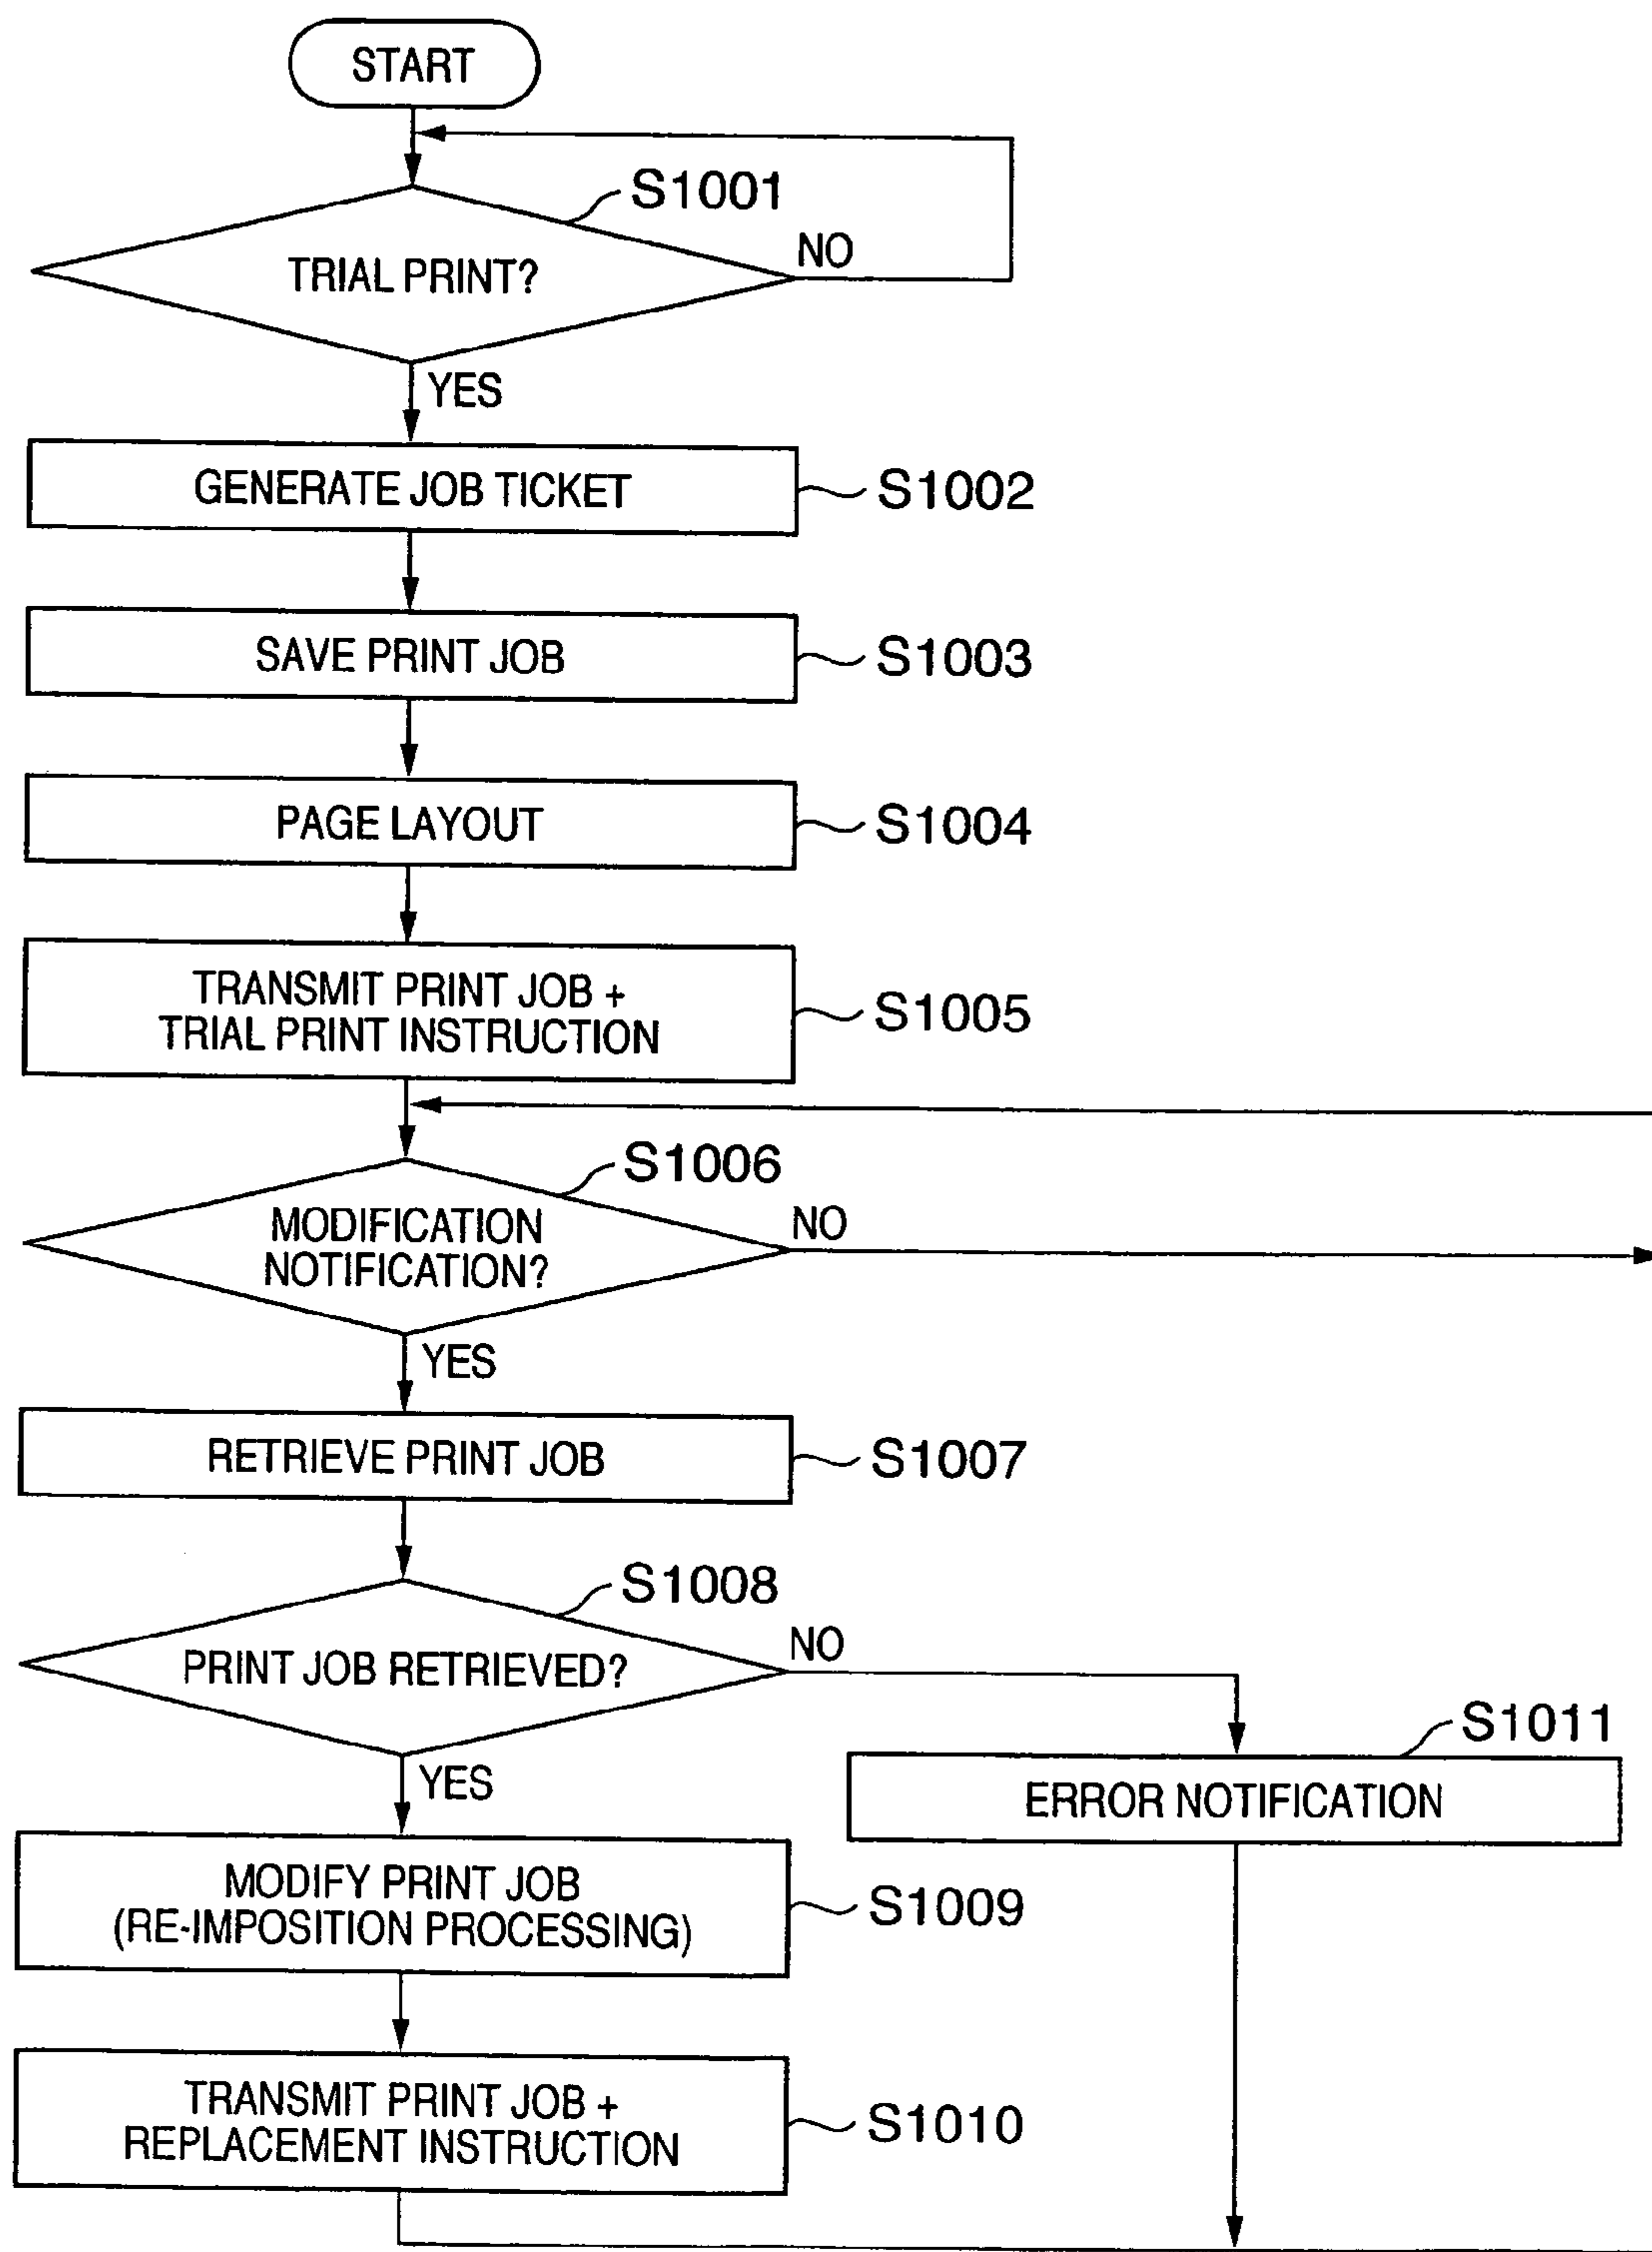 START
S1001
TRIAL PRINT?
NO
YES
GENERATE JOB TICKET
S1002
SAVE PRINT JOB
S1003
PAGE LAYOUT
S1004
TRANSMIT PRINT JOB +
TRIAL PRINT INSTRUCTION
S1005
S1006
MODIFICATION
NOTIFICATION?
NO
YES
RETRIEVE PRINT JOB
S1007
S1008
PRINT JOB RETRIEVED?
NO
S1011
ERROR NOTIFICATION
YES
MODIFY PRINT JOB
(RE-IMPOSITION PROCESSING)
S1009
TRANSMIT PRINT JOB +
REPLACEMENT INSTRUCTION
S1010